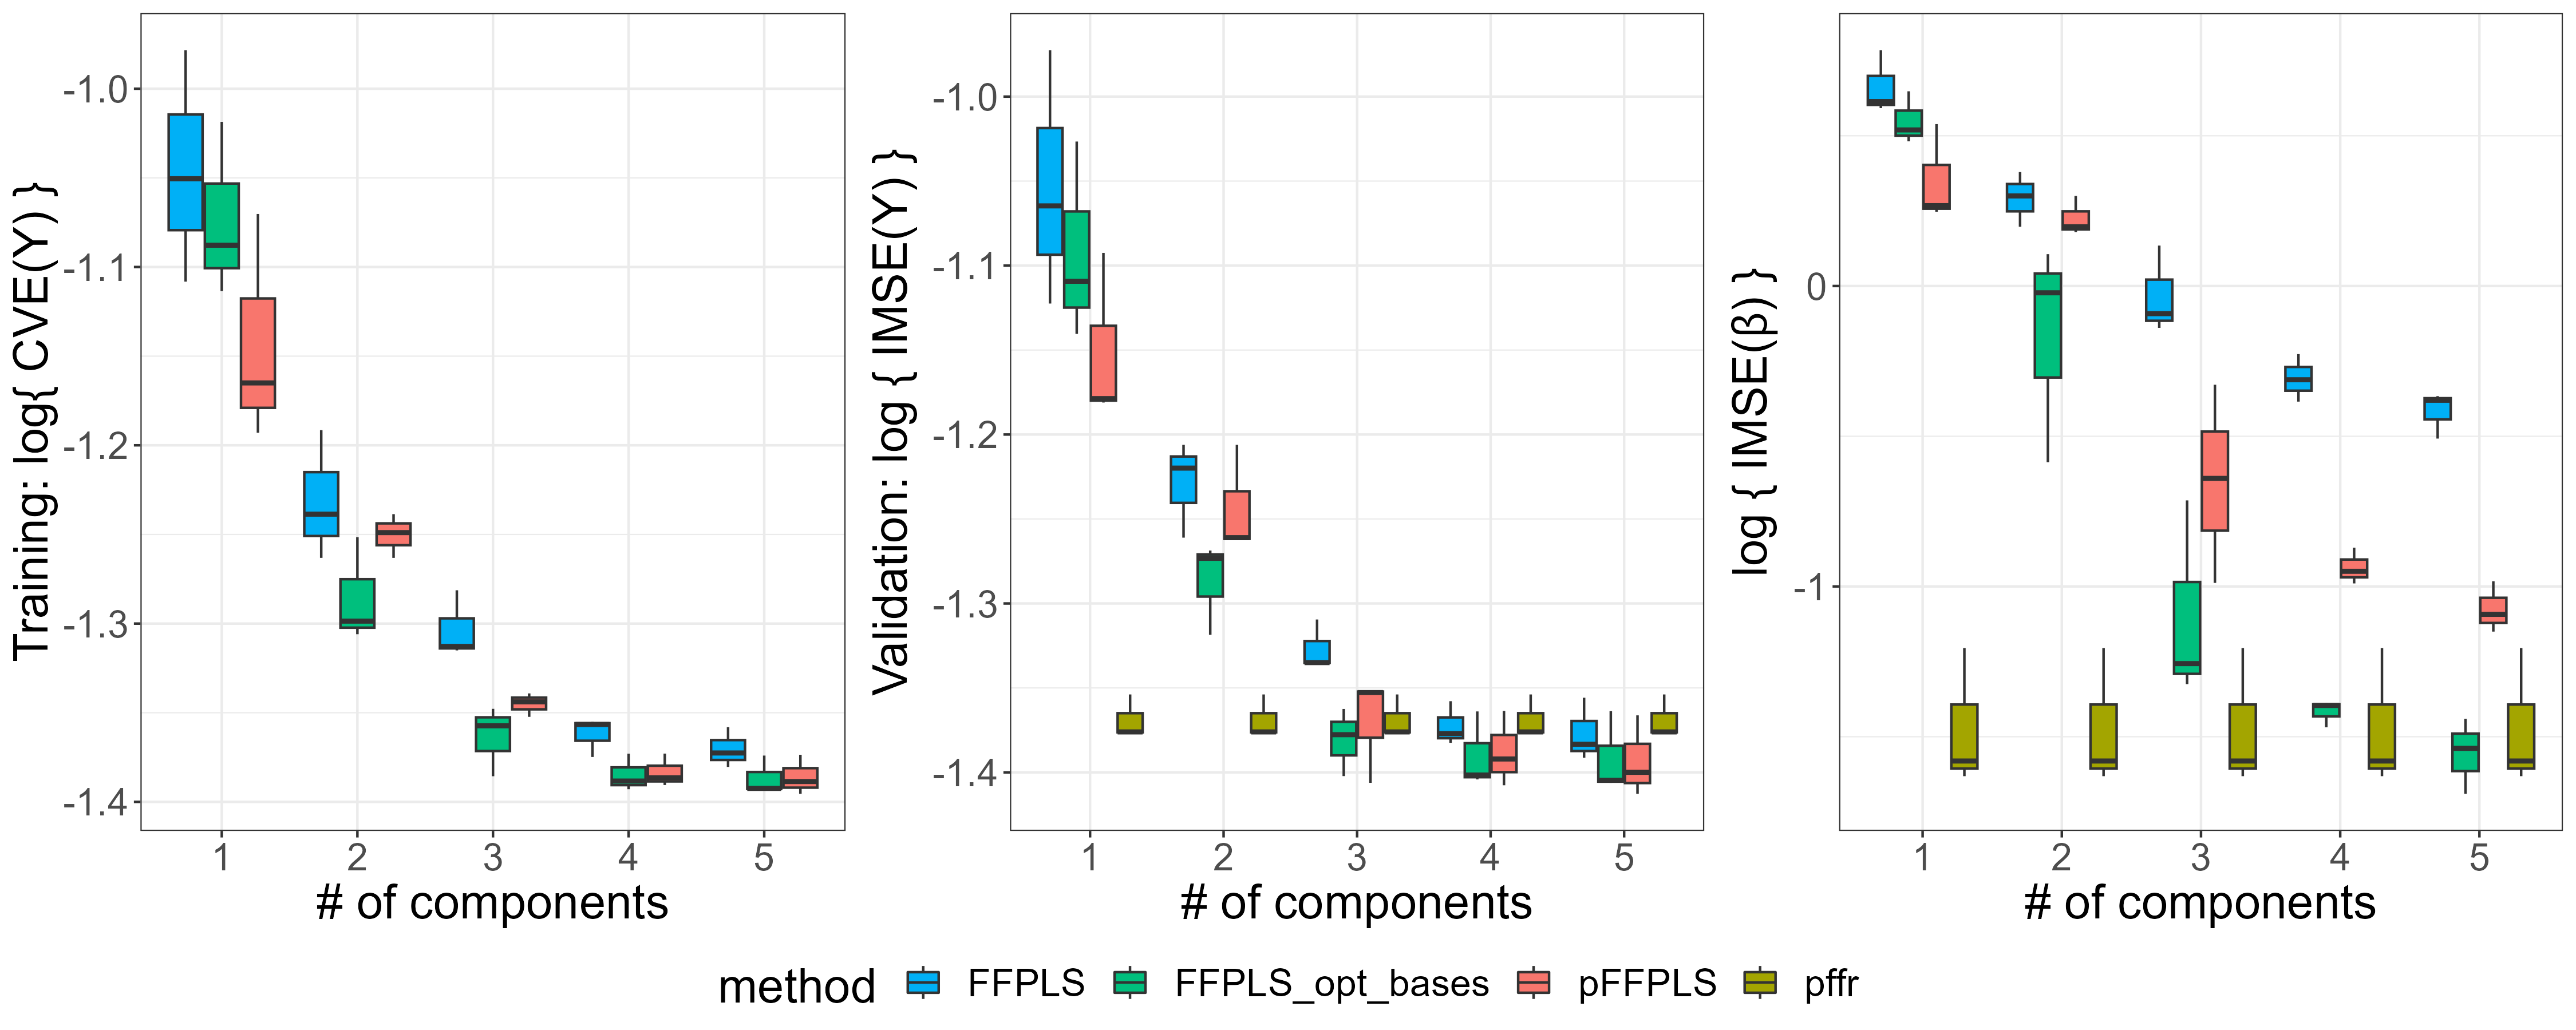 Training: log{ CVE(Y) }
-1.0
-1.1
-1.2
-1.3
-1.4
1 2 3 4 5
# of components
Validation: log { IMSE(Y) }
-1.0
-1.1
-1.2
-1.3
-1.4
1 2 3 4 5
# of components
log { IMSE(β) }
0
-1
1 2 3 4 5
# of components
method FFPLS FFPLS_opt_bases pFFPLS pffr